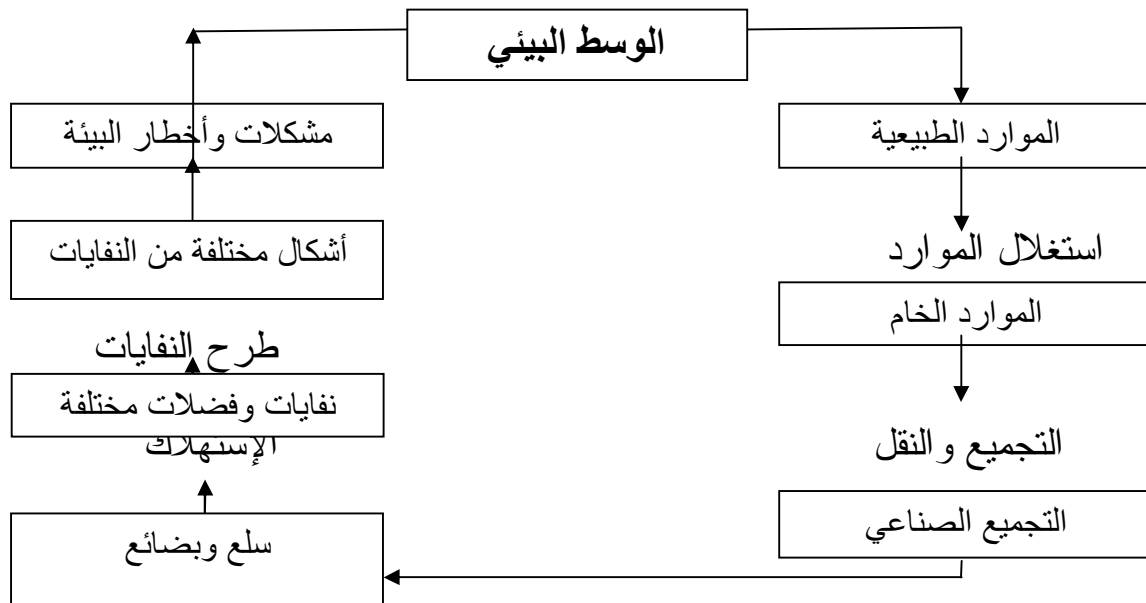 الوسط البيئي
الموارد الطبيعية
استغلال الموارد
الموارد الخام
التجميع والنقل
التجميع الصناعي
سلع وبضائع
الإستهلاك
نفايات وفضلات مختلفة
طرح النفايات
أشكال مختلفة من النفايات
مشكلات وأخطار البيئة